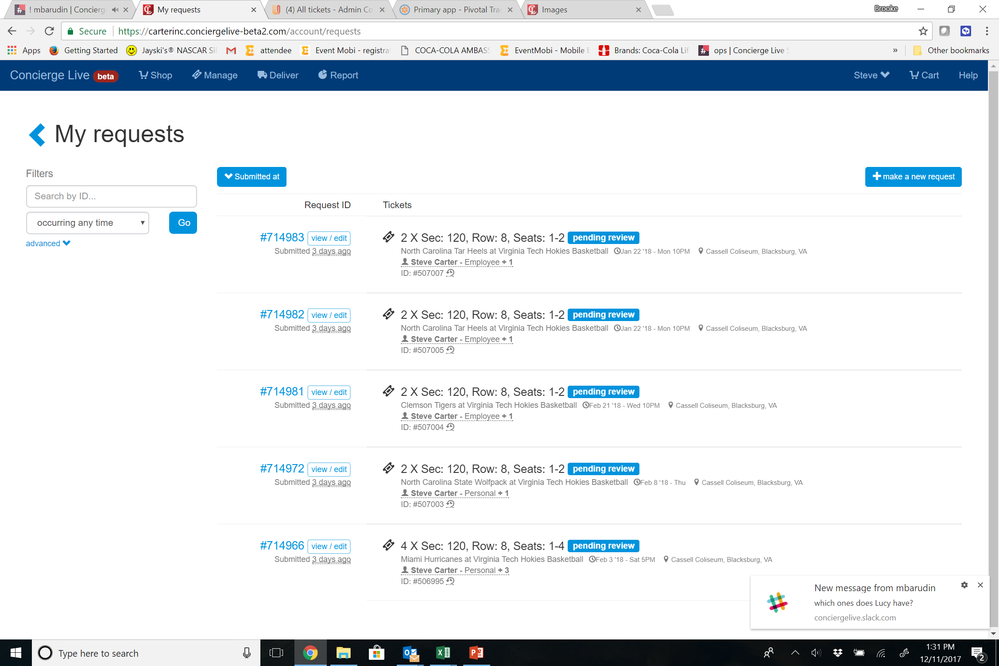 ! mbarudin | Concierg
My requests
(4) All tickets - Admin Co
Primary app - Pivotal Tra
Images
Brooke
Secure
https://carterinc.conciergelive-beta2.com/account/requests
Apps
Getting Started
Jayski's® NASCAR Sil
attendee
Event Mobi - registra
COCA-COLA AMBASS
EventMobi - Mobile E
Brands: Coca-Cola Lif
ops | Concierge Live S
»
Other bookmarks
Concierge Live beta
Shop
Manage
Deliver
Report
Steve
Cart
Help
My requests
Filters
Search by ID...
occurring any time
Go
advanced
Submitted at
make a new request
Request ID
Tickets
#714983 view / edit
Submitted 3 days ago
2 X Sec: 120, Row: 8, Seats: 1-2 pending review
North Carolina Tar Heels at Virginia Tech Hokies Basketball Jan 22 '18 - Mon 10PM Cassell Coliseum, Blacksburg, VA
Steve Carter - Employee + 1
ID: #507007
#714982 view / edit
Submitted 3 days ago
2 X Sec: 120, Row: 8, Seats: 1-2 pending review
North Carolina Tar Heels at Virginia Tech Hokies Basketball Jan 22 '18 - Mon 10PM Cassell Coliseum, Blacksburg, VA
Steve Carter - Employee + 1
ID: #507005
#714981 view / edit
Submitted 3 days ago
2 X Sec: 120, Row: 8, Seats: 1-2 pending review
Clemson Tigers at Virginia Tech Hokies Basketball Feb 21 '18 - Wed 10PM Cassell Coliseum, Blacksburg, VA
Steve Carter - Employee + 1
ID: #507004
#714972 view / edit
Submitted 3 days ago
2 X Sec: 120, Row: 8, Seats: 1-2 pending review
North Carolina State Wolfpack at Virginia Tech Hokies Basketball Feb 8 '18 - Thu Cassell Coliseum, Blacksburg, VA
Steve Carter - Personal + 1
ID: #507003
#714966 view / edit
Submitted 3 days ago
4 X Sec: 120, Row: 8, Seats: 1-4 pending review
Miami Hurricanes at Virginia Tech Hokies Basketball Feb 3 '18 - Sat 5PM Cassell Coliseum, Blacksburg, VA
Steve Carter - Personal + 3
ID: #506995
New message from mbarudin
which ones does Lucy have?
conciergelive.slack.com
Type here to search
1:31 PM
12/11/2017
2